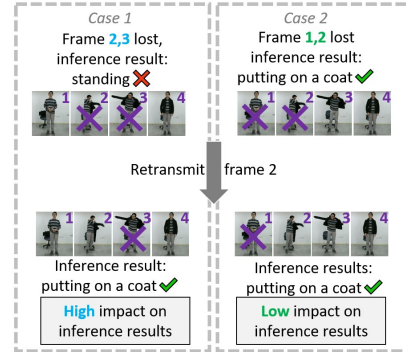 Case 1
Frame 2,3 lost,
inference result:
standing
1 2 3 4
Case 2
Frame 1,2 lost
inference result:
putting on a coat
1 2 3 4
Retransmit frame 2
1 2 3 4
Inference result:
putting on a coat
High impact on
inference results
1 2 3 4
Inference results:
putting on a coat
Low impact on
inference results